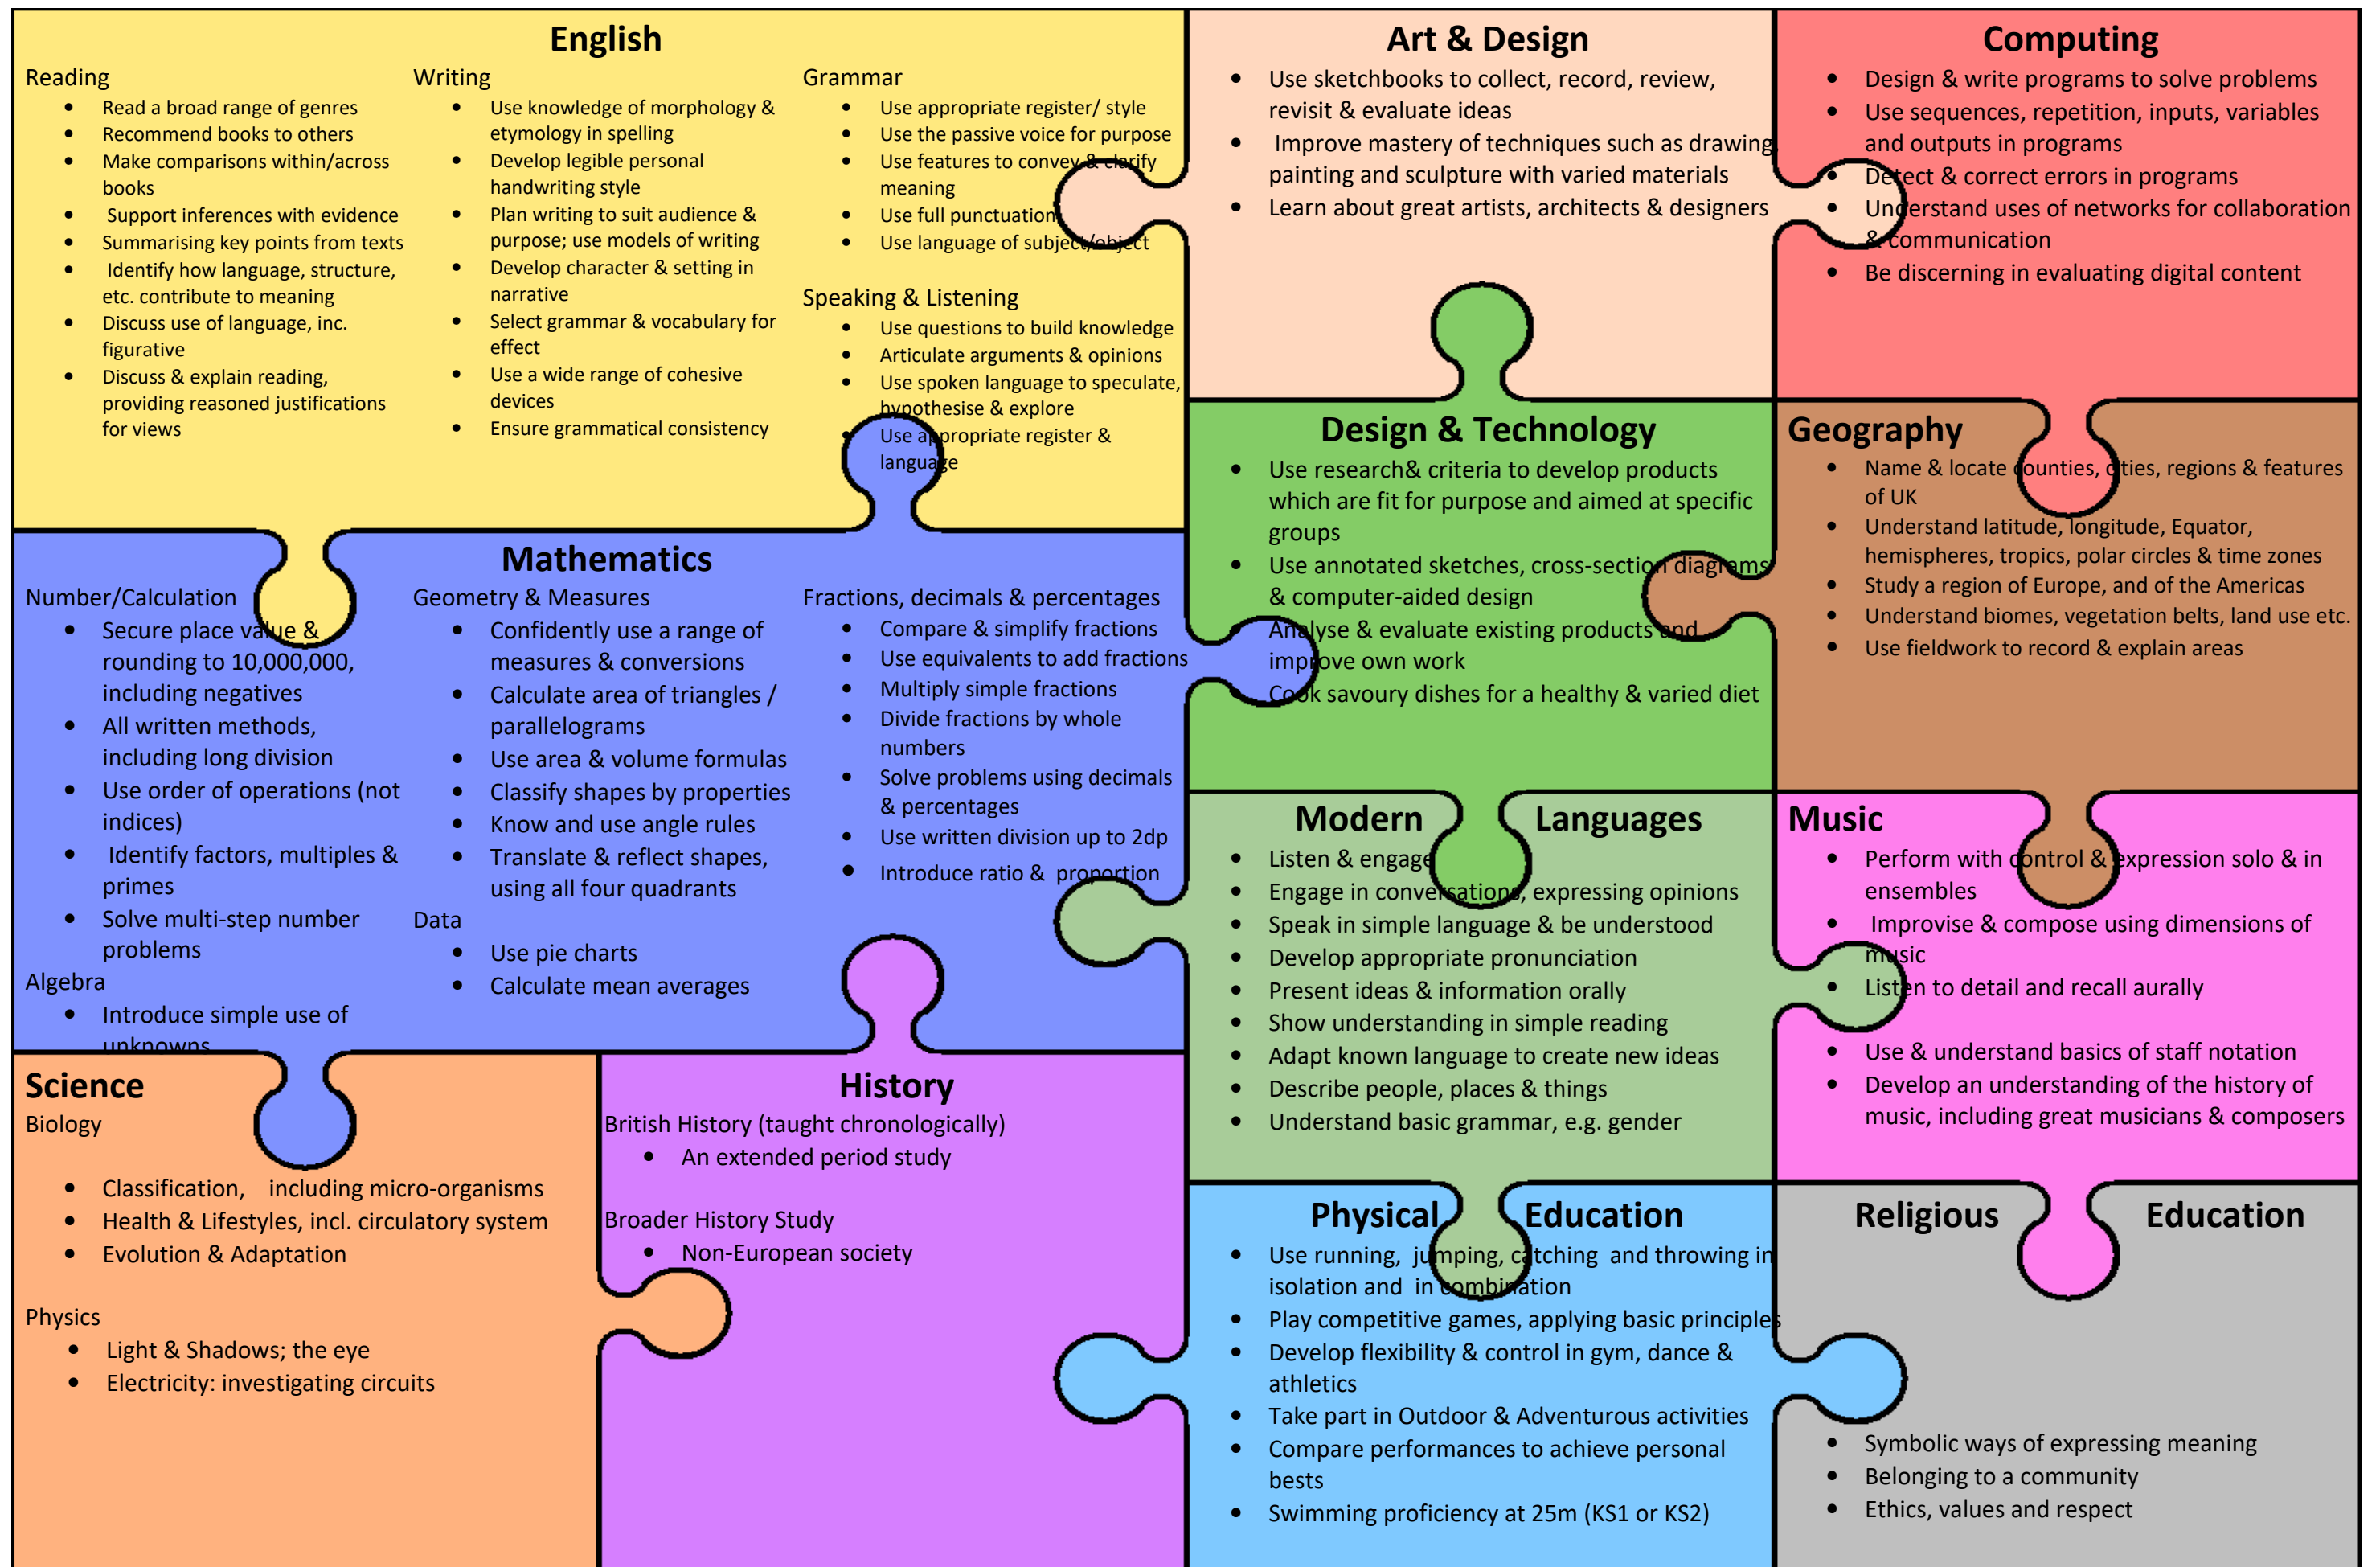 English
Reading
• Read a broad range of genres
• Recommend books to others
• Make comparisons within/across
books
• Support inferences with evidence
• Summarising key points from texts
• Identify how language, structure,
etc. contribute to meaning
• Discuss use of language, inc.
figurative
• Discuss & explain reading,
providing reasoned justifications
for views
Writing
• Use knowledge of morphology &
etymology in spelling
• Develop legible personal
handwriting style
• Plan writing to suit audience &
purpose; use models of writing
• Develop character & setting in
narrative
• Select grammar & vocabulary for
effect
• Use a wide range of cohesive
devices
• Ensure grammatical consistency
Grammar
• Use appropriate register/ style
• Use the passive voice for purpose
• Use features to convey & clarify
meaning
• Use full punctuation
• Use language of subject/object
Speaking & Listening
• Use questions to build knowledge
• Articulate arguments & opinions
• Use spoken language to speculate,
hypothesise & explore
• Use appropriate register &
language
Art & Design
• Use sketchbooks to collect, record, review,
revisit & evaluate ideas
• Improve mastery of techniques such as drawing,
painting and sculpture with varied materials
• Learn about great artists, architects & designers
Computing
• Design & write programs to solve problems
• Use sequences, repetition, inputs, variables
and outputs in programs
• Detect & correct errors in programs
• Understand uses of networks for collaboration
& communication
• Be discerning in evaluating digital content
Design & Technology
• Use research& criteria to develop products
which are fit for purpose and aimed at specific
groups
• Use annotated sketches, cross-section diagrams
& computer-aided design
• Analyse & evaluate existing products and
improve own work
• Cook savoury dishes for a healthy & varied diet
Geography
• Name & locate counties, cities, regions & features
of UK
• Understand latitude, longitude, Equator,
hemispheres, tropics, polar circles & time zones
• Study a region of Europe, and of the Americas
• Understand biomes, vegetation belts, land use etc.
• Use fieldwork to record & explain areas
Mathematics
Number/Calculation
• Secure place value &
rounding to 10,000,000,
including negatives
• All written methods,
including long division
• Use order of operations (not
indices)
• Identify factors, multiples &
primes
• Solve multi-step number
problems
Algebra
• Introduce simple use of
unknowns
Geometry & Measures
• Confidently use a range of
measures & conversions
• Calculate area of triangles /
parallelograms
• Use area & volume formulas
• Classify shapes by properties
• Know and use angle rules
• Translate & reflect shapes,
using all four quadrants
Data
• Use pie charts
• Calculate mean averages
Fractions, decimals & percentages
• Compare & simplify fractions
• Use equivalents to add fractions
• Multiply simple fractions
• Divide fractions by whole
numbers
• Solve problems using decimals
& percentages
• Use written division up to 2dp
• Introduce ratio & proportion
Modern Languages
• Listen & engage
• Engage in conversations, expressing opinions
• Speak in simple language & be understood
• Develop appropriate pronunciation
• Present ideas & information orally
• Show understanding in simple reading
• Adapt known language to create new ideas
• Describe people, places & things
• Understand basic grammar, e.g. gender
Music
• Perform with control & expression solo & in
ensembles
• Improvise & compose using dimensions of
music
• Listen to detail and recall aurally
• Use & understand basics of staff notation
• Develop an understanding of the history of
music, including great musicians & composers
Science
Biology
• Classification, including micro-organisms
• Health & Lifestyles, incl. circulatory system
• Evolution & Adaptation
Physics
• Light & Shadows; the eye
• Electricity: investigating circuits
History
British History (taught chronologically)
• An extended period study
Broader History Study
• Non-European society
Physical Education
• Use running, jumping, catching and throwing in
isolation and in combination
• Play competitive games, applying basic principles
• Develop flexibility & control in gym, dance &
athletics
• Take part in Outdoor & Adventurous activities
• Compare performances to achieve personal
bests
• Swimming proficiency at 25m (KS1 or KS2)
Religious Education
• Symbolic ways of expressing meaning
• Belonging to a community
• Ethics, values and respect